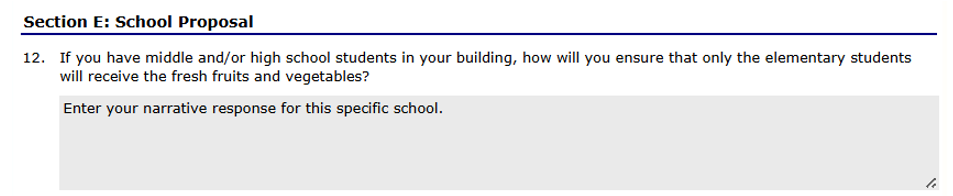 Section E: School Proposal
12. If you have middle and/or high school students in your building, how will you ensure that only the elementary students
will receive the fresh fruits and vegetables?
Enter your narrative response for this specific school.